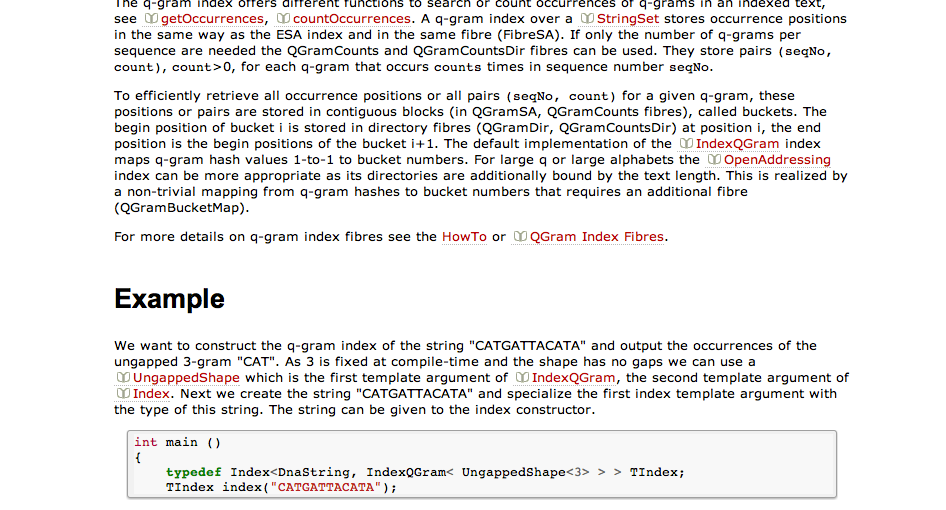 The q-gram index offers different functions to search or count occurrences of q-grams in an indexed text,
see getOccurrences, countOccurrences. A q-gram index over a StringSet stores occurrence positions
in the same way as the ESA index and in the same fibre (FibreSA). If only the number of q-grams per
sequence are needed the QGramCounts and QGramCountsDir fibres can be used. They store pairs (seqNo,
count), count>0, for each q-gram that occurs counts times in sequence number seqNo.
To efficiently retrieve all occurrence positions or all pairs (seqNo, count) for a given q-gram, these
positions or pairs are stored in contiguous blocks (in QGramSA, QGramCounts fibres), called buckets. The
begin position of bucket i is stored in directory fibres (QGramDir, QGramCountsDir) at position i, the end
position is the begin positions of the bucket i+1. The default implementation of the IndexQGram index
maps q-gram hash values 1-to-1 to bucket numbers. For large q or large alphabets the OpenAddressing
index can be more appropriate as its directories are additionally bound by the text length. This is realized by
a non-trivial mapping from q-gram hashes to bucket numbers that requires an additional fibre
(QGramBucketMap).
For more details on q-gram index fibres see the HowTo or QGram Index Fibres.
Example
We want to construct the q-gram index of the string "CATGATTACATA" and output the occurrences of the
ungapped 3-gram "CAT". As 3 is fixed at compile-time and the shape has no gaps we can use a
UngappedShape which is the first template argument of IndexQGram, the second template argument of
Index. Next we create the string "CATGATTACATA" and specialize the first index template argument with
the type of this string. The string can be given to the index constructor.
int main ()
{
typedef Index<DnaString, IndexQGram< UngappedShape<3> > > TIndex;
TIndex index("CATGATTACATA");